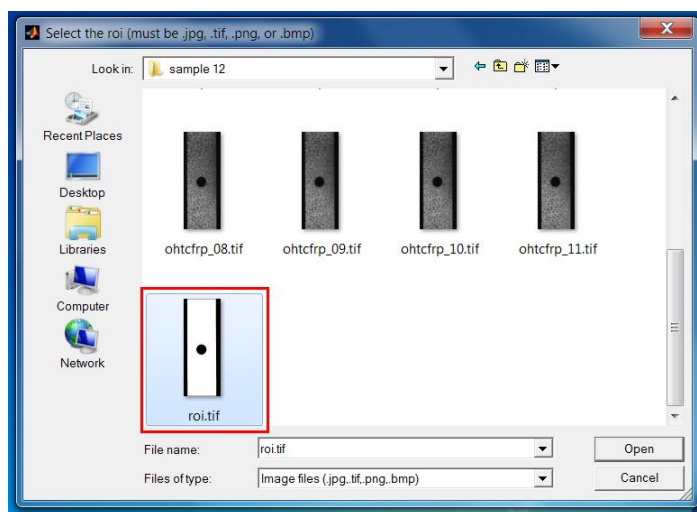 Select the roi (must be .jpg, .tif, .png, or .bmp)
Look in:
sample 12
Recent Places
Desktop
Libraries
Computer
Network
ohtcfrp_08.tif
ohtcfrp_09.tif
ohtcfrp_10.tif
ohtcfrp_11.tif
roi.tif
File name:
roi.tif
Open
Files of type:
Image files (.jpg,.tif,.png,.bmp)
Cancel